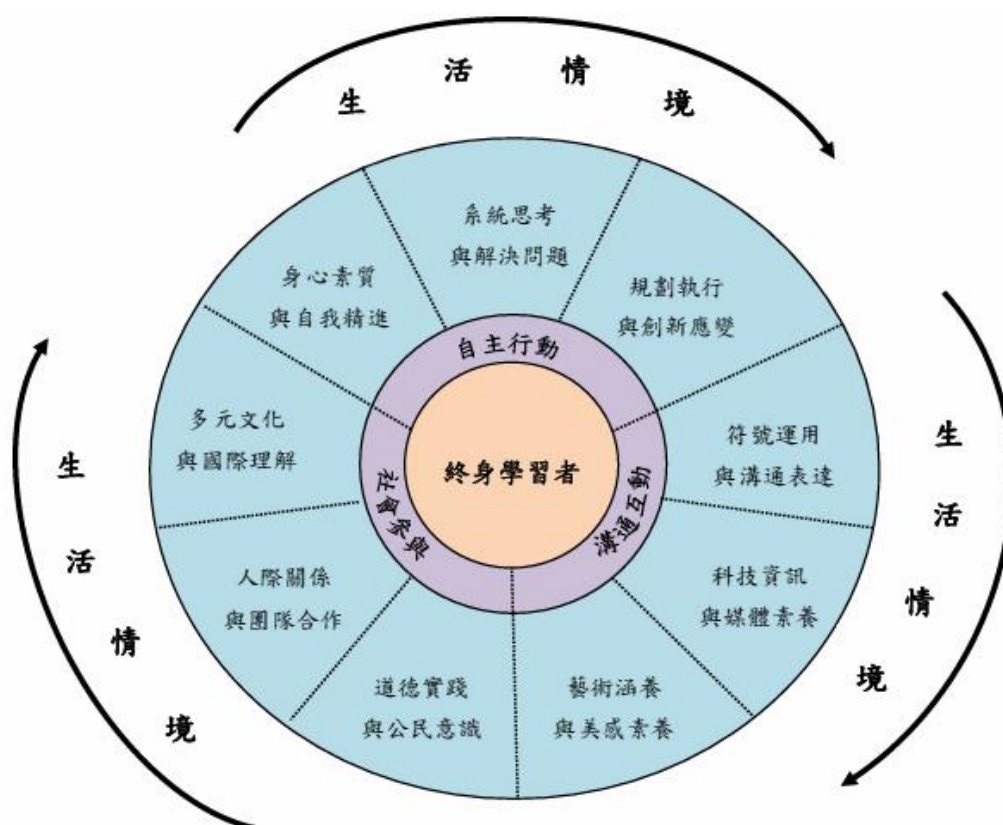 生活情境
系統思考
與解決問題
身心素質
與自我精進
規劃執行
與創新應變
自主行動
多元文化
與國際理解
終身學習者
符號運用
與溝通表達
社會參與
溝通互動
生活情境
生活情境
人際關係
與團隊合作
科技資訊
與媒體素養
道德實踐
與公民意識
藝術涵養
與美感素養